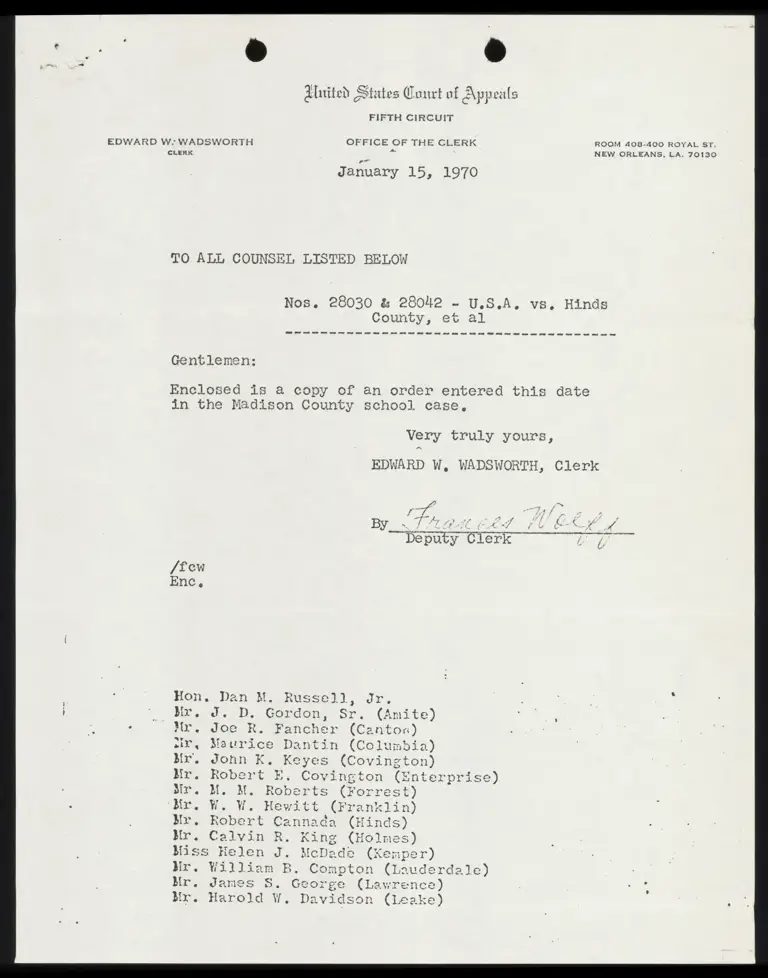 United States Court of Appeals
FIFTH CIRCUIT
EDWARD W. WADSWORTH
CLERK
OFFICE OF THE CLERK
ROOM 408-400 ROYAL ST.
NEW ORLEANS, LA. 70130
January 15, 1970
TO ALL COUNSEL LISTED BELOW
Nos. 28030 & 28042 - U.S.A. vs. Hinds
County, et al
Gentlemen:
Enclosed is a copy of an order entered this date
in the Madison County school case.
Very truly yours,
EDWARD W. WADSWORTH, Clerk
By Frances Wolff
Deputy Clerk
/fcw
Enc.
Hon. Dan M. Russell, Jr.
Mr. J. D. Gordon, Sr. (Amite)
Mr. Joe R. Fancher (Canton)
Mr. Maurice Dantin (Columbia)
Mr. John K. Keyes (Covington)
Mr. Robert E. Covington (Enterprise)
Mr. M. M. Roberts (Forrest)
Mr. W. W. Hewitt (Franklin)
Mr. Robert Cannada (Hinds)
Mr. Calvin R. King (Holmes)
Miss Helen J. McDade (Kemper)
Mr. William B. Compton (Lauderdale)
Mr. James S. George (Lawrence)
Mr. Harold W. Davidson (Leake)